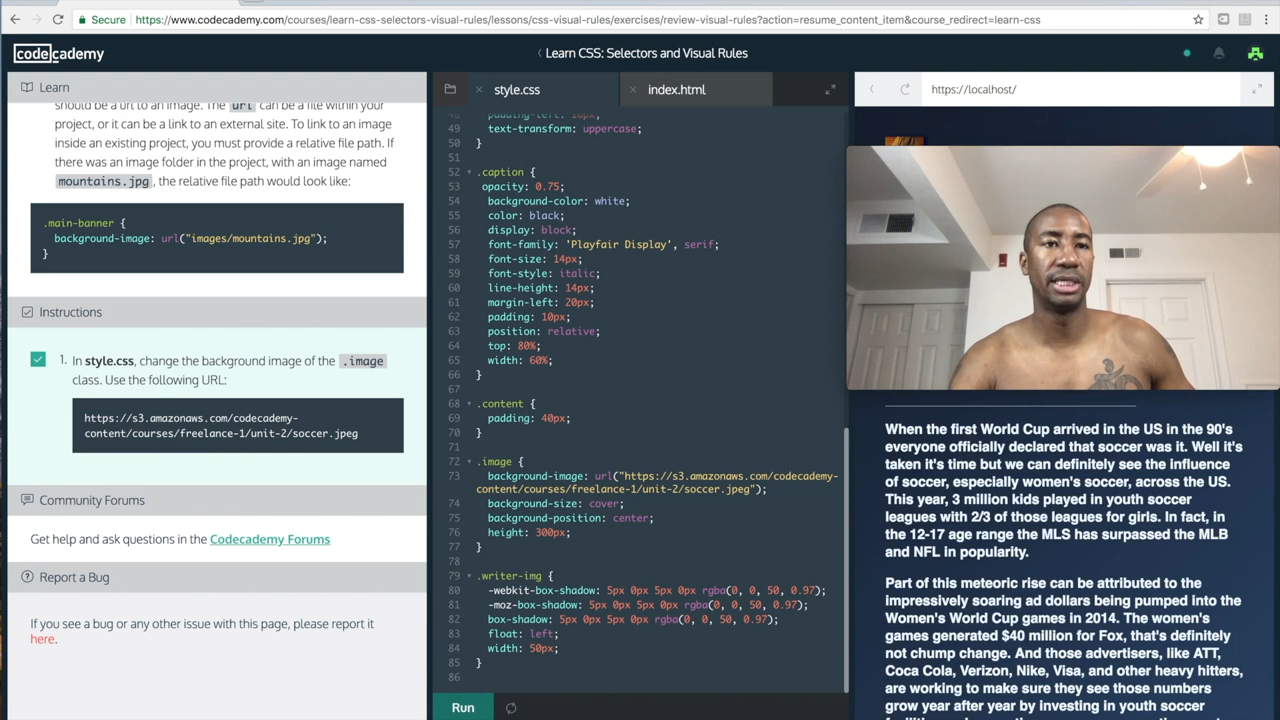 Secure
https://www.codecademy.com/courses/learn-css-selectors-visual-rules/lessons/css-visual-rules/exercises/review-visual-rules?action=resume_content_item&course_redirect=learn-css
codecademy
Learn CSS: Selectors and Visual Rules
Learn
should be a url to an image. The url can be a file within your
project, or it can be a link to an external site. To link to an image
inside an existing project, you must provide a relative file path. If
there was an image folder in the project, with an image named
mountains.jpg, the relative file path would look like:
.main-banner {
background-image: url("images/mountains.jpg");
}
Instructions
1. In style.css, change the background image of the .image
class. Use the following URL:
https://s3.amazonaws.com/codecademy-
content/courses/freelance-1/unit-2/soccer.jpeg
Community Forums
Get help and ask questions in the Codecademy Forums
Report a Bug
If you see a bug or any other issue with this page, please report it
here.
style.css
index.html
49 text-transform: uppercase;
50 }
51
52 .caption {
53 opacity: 0.75;
54 background-color: white;
55 color: black;
56 display: block;
57 font-family: 'Playfair Display', serif;
58 font-size: 14px;
59 font-style: italic;
60 line-height: 14px;
61 margin-left: 20px;
62 padding: 10px;
63 position: relative;
64 top: 80%;
65 width: 60%;
66 }
67
68 .content {
69 padding: 40px;
70 }
71
72 .image {
73 background-image: url("https://s3.amazonaws.com/codecademy-
content/courses/freelance-1/unit-2/soccer.jpeg");
74 background-size: cover;
75 background-position: center;
76 height: 300px;
77 }
78
79 .writer-img {
80 -webkit-box-shadow: 5px 0px 5px 0px rgba(0, 0, 50, 0.97);
81 -moz-box-shadow: 5px 0px 5px 0px rgba(0, 0, 50, 0.97);
82 box-shadow: 5px 0px 5px 0px rgba(0, 0, 50, 0.97);
83 float: left;
84 width: 50px;
85 }
86
Run
https://localhost/
When the first World Cup arrived in the US in the 90's
everyone officially declared that soccer was it. Well it's
taken it's time but we can definitely see the influence
of soccer, especially women's soccer, across the US.
This year, 3 million kids played in youth soccer
leagues with 2/3 of those leagues for girls. In fact, in
the 12-17 age range the MLS has surpassed the MLB
and NFL in popularity.
Part of this meteoric rise can be attributed to the
impressively soaring ad dollars being pumped into the
Women's World Cup games in 2014. The women's
games generated $40 million for Fox, that's definitely
not chump change. And those advertisers, like ATT,
Coca Cola, Verizon, Nike, Visa, and other heavy hitters,
are working to make sure they see those numbers
grow year after year by investing in youth soccer